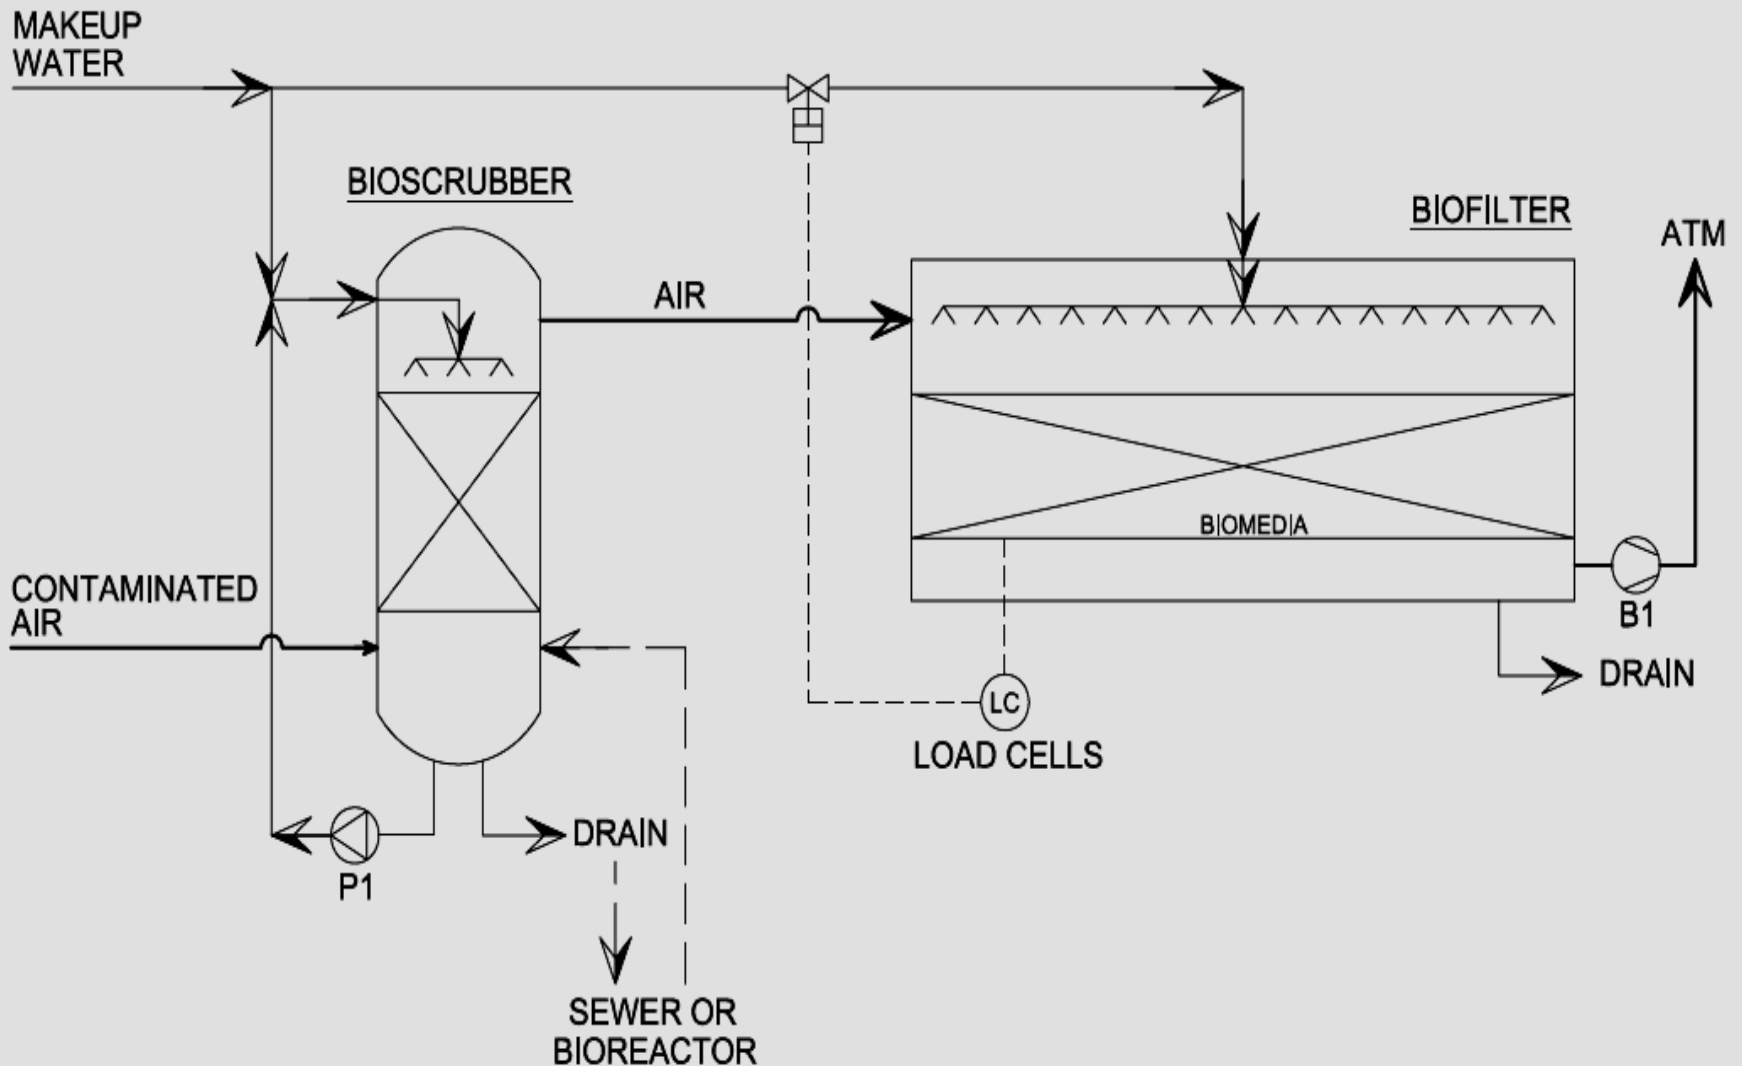 MAKEUP
WATER
BIOSCRUBBER
BIOFILTER
ATM
AIR
BIOMEDIA
CONTAMINATED
AIR
B1
DRAIN
LC
LOAD CELLS
DRAIN
P1
SEWER OR
BIOREACTOR